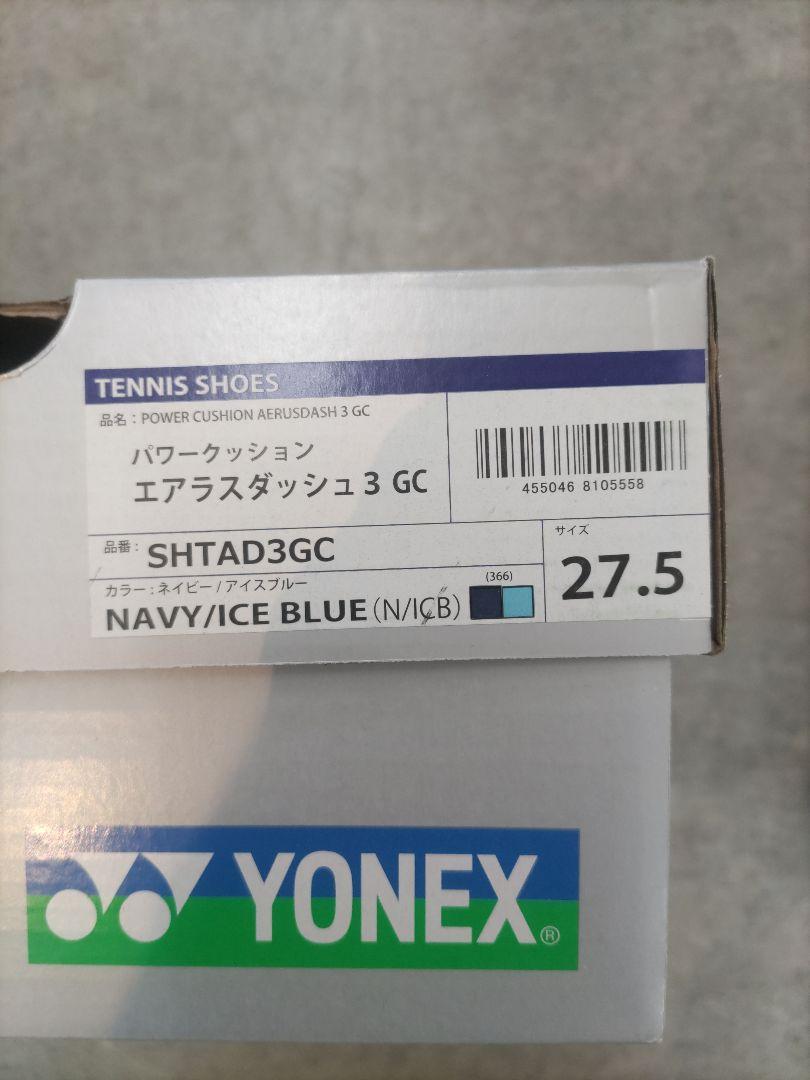 TENNIS SHOES
品名：POWER CUSHION AERUSDASH 3 GC
パワークッション
エアラスダッシュ3 GC
455046 8105558
品番：SHTAD3GC
サイズ
27.5
カラー：ネイビー / アイスブルー
NAVY/ICE BLUE (N/ICB)
(366)
YONEX®